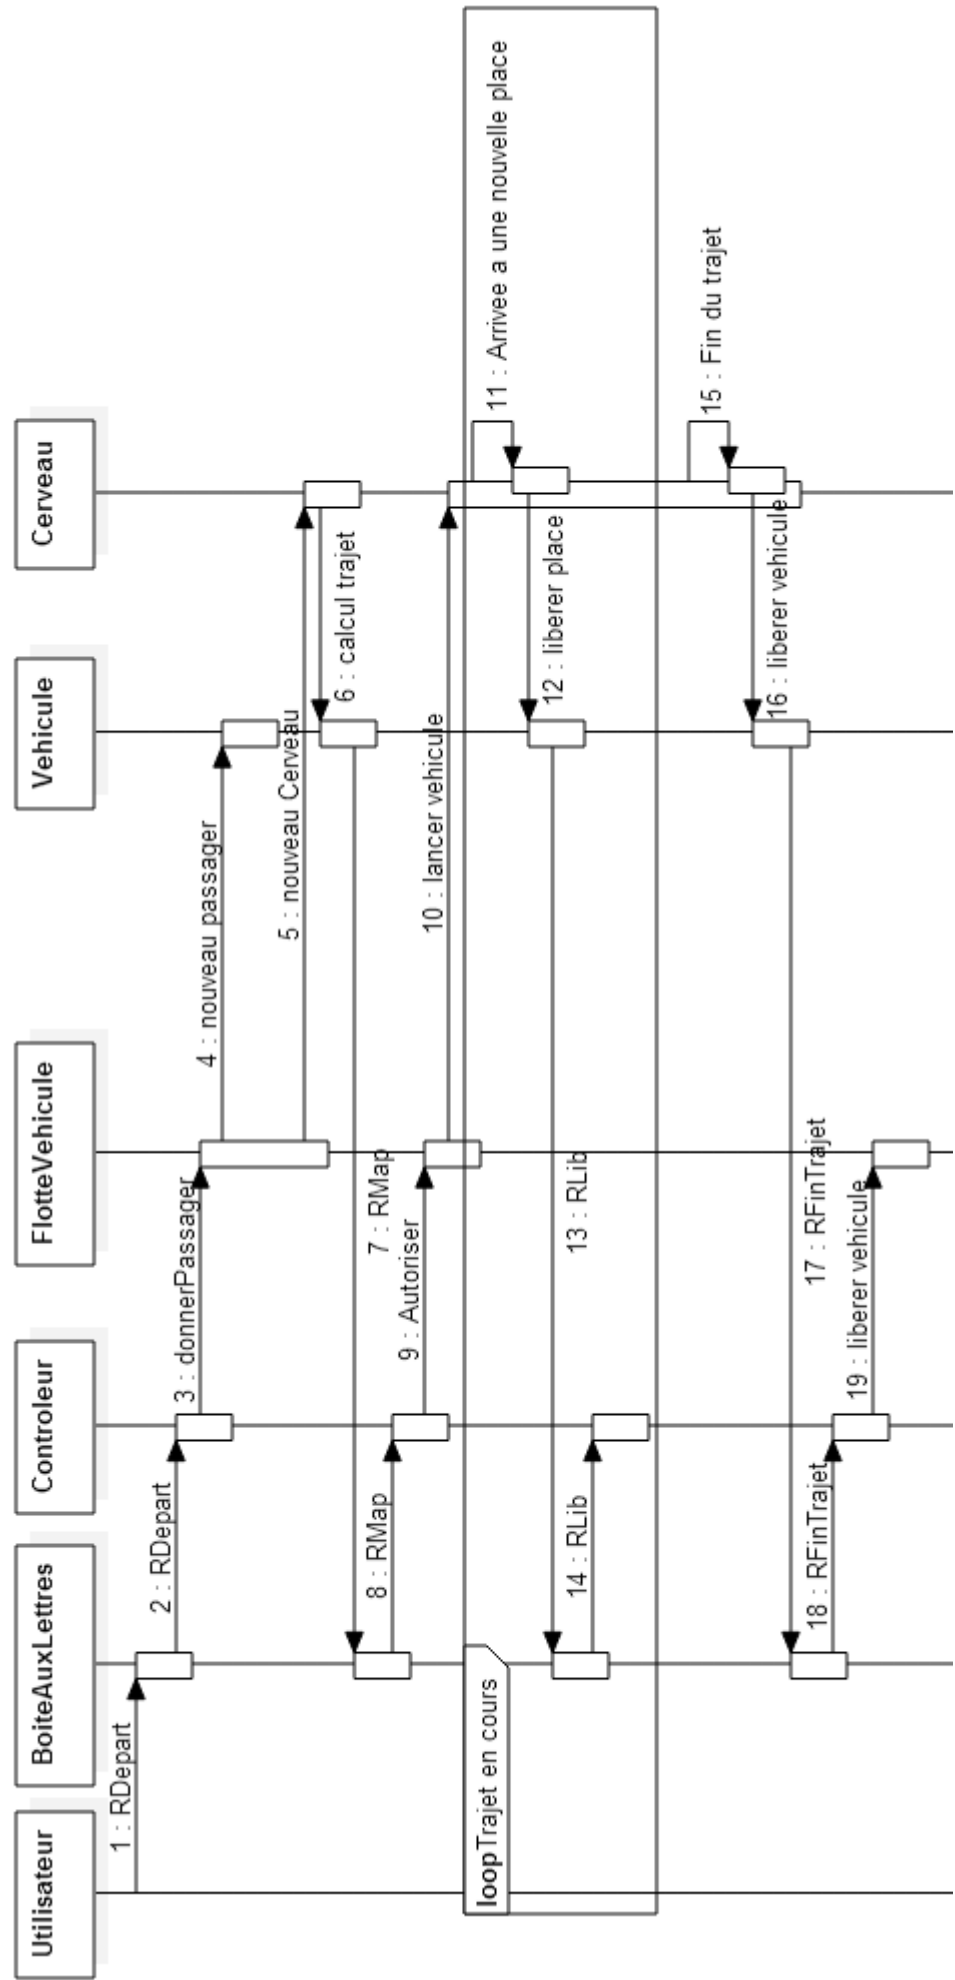 Utilisateur
BoiteAuxLettres
Controleur
FlotteVehicule
Vehicule
Cerveau
1 : RDepart
2 : RDepart
3 : donnerPassager
4 : nouveau passager
5 : nouveau Cerveau
6 : calcul trajet
7 : RMap
8 : RMap
9 : Autoriser
10 : lancer vehicule
loopTrajet en cours
11 : Arrivee a une nouvelle place
12 : liberer place
13 : RLib
14 : RLib
15 : Fin du trajet
16 : liberer vehicule
17 : RFinTrajet
18 : RFinTrajet
19 : liberer vehicule